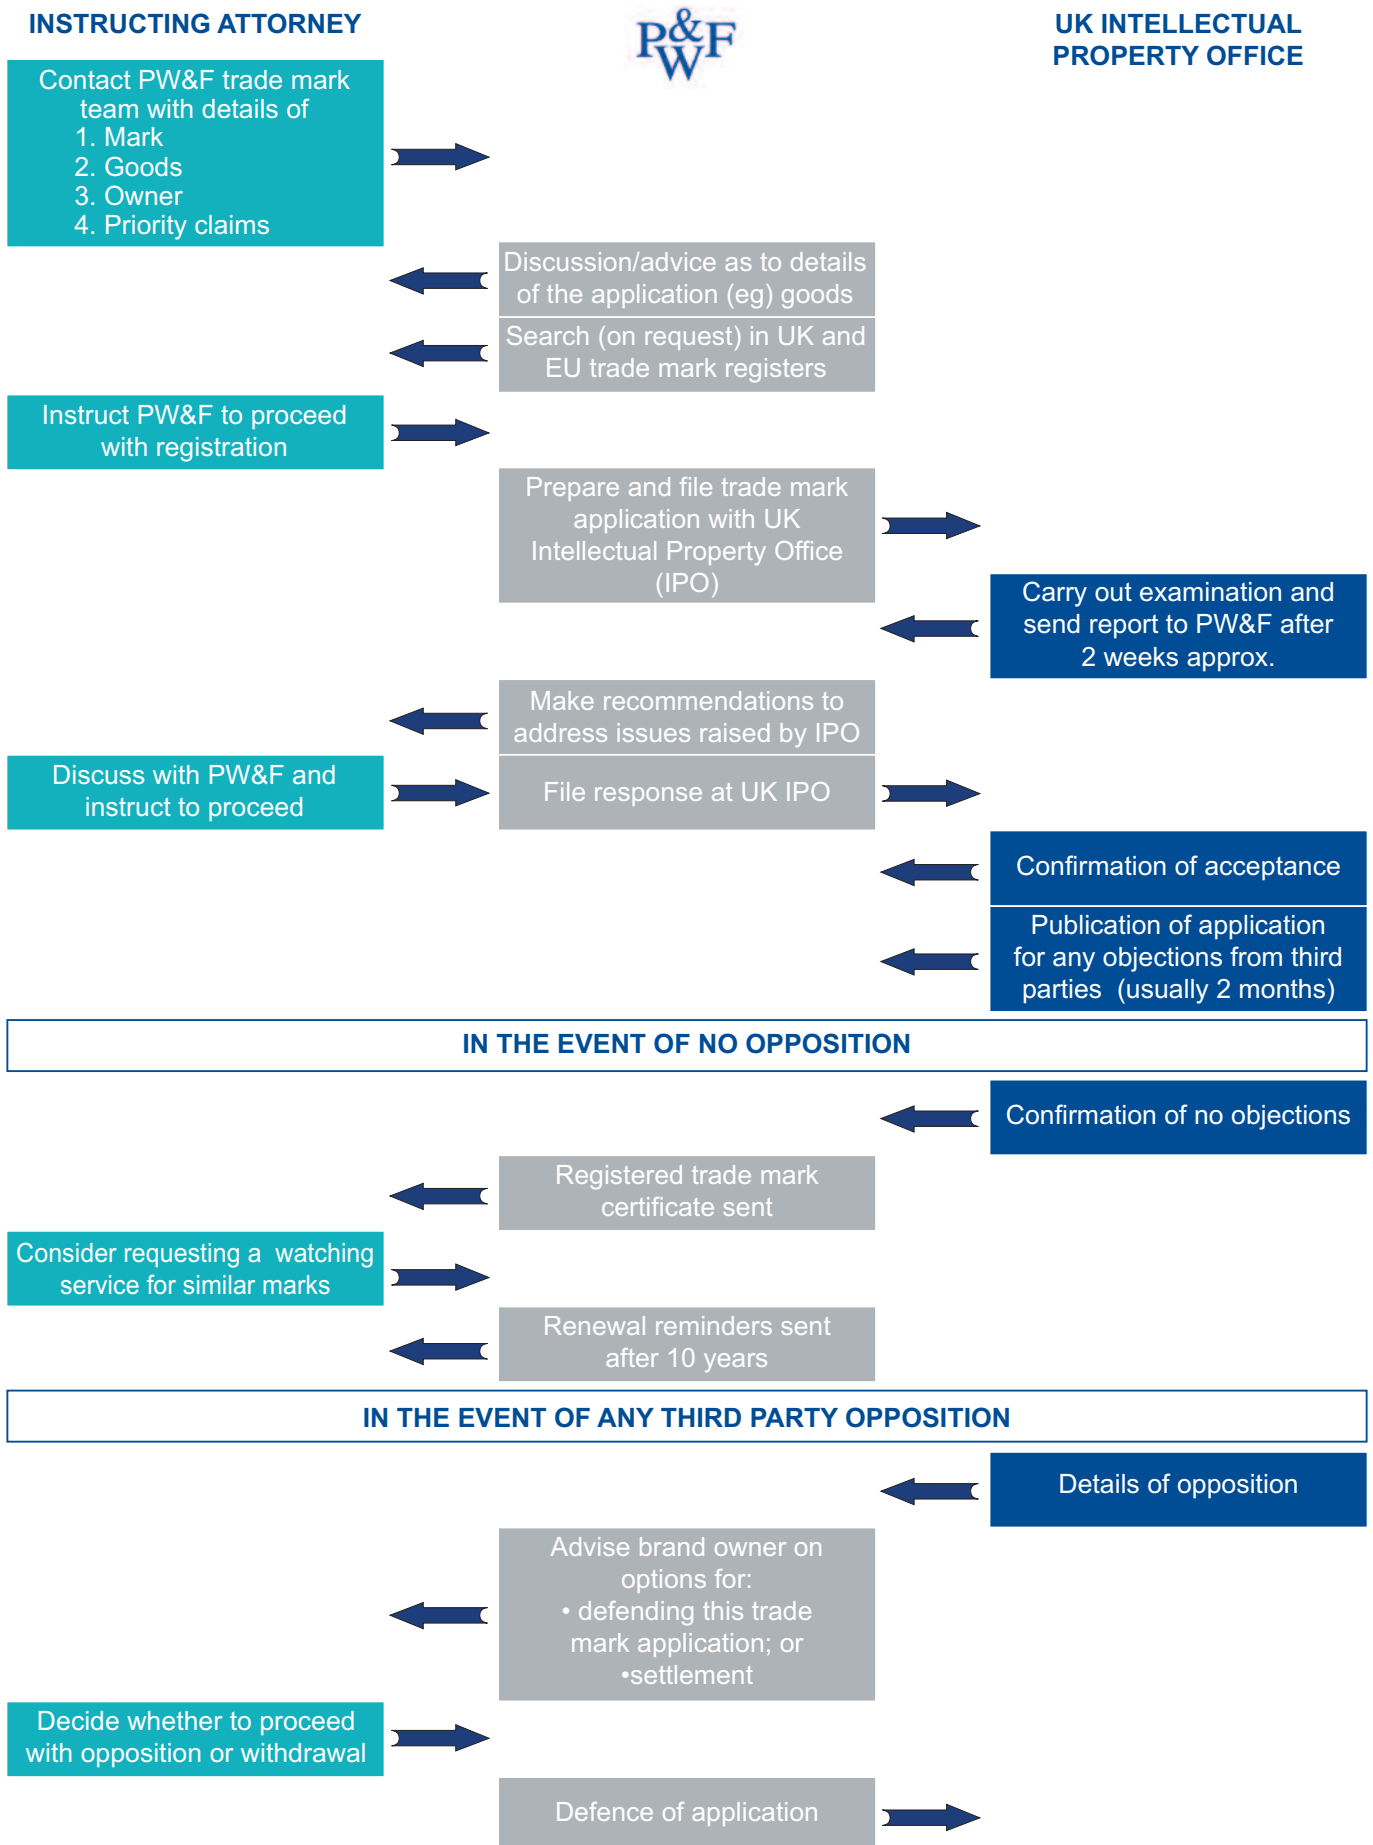 INSTRUCTING ATTORNEY
P&F
W
UK INTELLECTUAL
PROPERTY OFFICE
Contact PW&F trade mark
team with details of
1. Mark
2. Goods
3. Owner
4. Priority claims
Discussion/advice as to details
of the application (eg) goods
Search (on request) in UK and
EU trade mark registers
Instruct PW&F to proceed
with registration
Prepare and file trade mark
application with UK
Intellectual Property Office
(IPO)
Carry out examination and
send report to PW&F after
2 weeks approx.
Make recommendations to
address issues raised by IPO
Discuss with PW&F and
instruct to proceed
File response at UK IPO
Confirmation of acceptance
Publication of application
for any objections from third
parties (usually 2 months)
IN THE EVENT OF NO OPPOSITION
Confirmation of no objections
Registered trade mark
certificate sent
Consider requesting a watching
service for similar marks
Renewal reminders sent
after 10 years
IN THE EVENT OF ANY THIRD PARTY OPPOSITION
Details of opposition
Advise brand owner on
options for:
• defending this trade
mark application; or
•settlement
Decide whether to proceed
with opposition or withdrawal
Defence of application